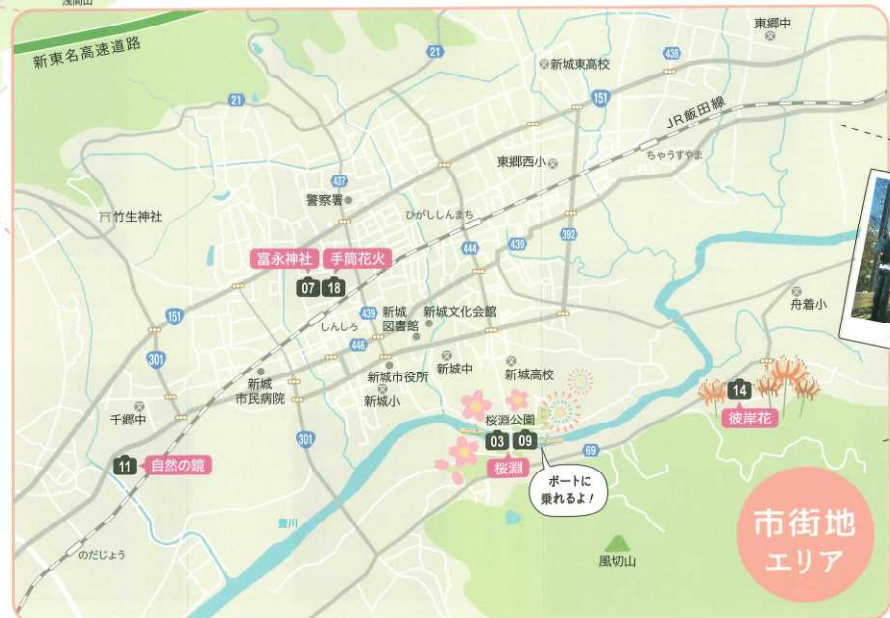 浅間山
新東名高速道路
東郷中
21
438
新城東高校
21
151
JR飯田線
東郷西小
ちゃうすやま
437
警察署
ひがししんまち
竹生神社
富永神社
手筒花火
444
439
392
07
18
舟着小
新城
図書館
新城文化会館
151
439
しんしろ
301
446
新城
市民病院
新城市役所
新城中
新城高校
新城小
14
彼岸花
千郷中
301
桜淵公園
03
09
69
11
自然の鏡
桜淵
ボートに
乗れるよ!
豊川
のだじょう
風切山
市街地
エリア